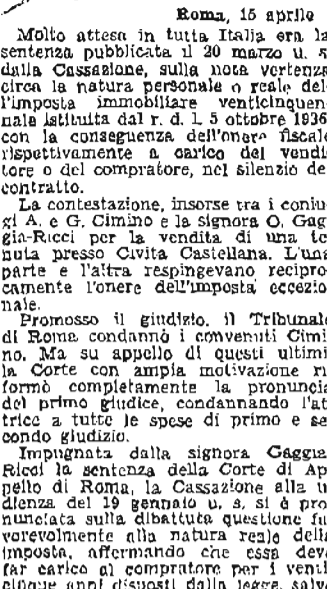 Roma, 15 aprile
Molto attesa in tutta Italia era la
sentenza pubblicata il 20 marzo u. s
dalla Cassazione, sulla nota vertenza
circa la natura personale o reale del
l'imposta immobiliare venticinquen
nale istituita dal r. d. l. 5 ottobre 1936
con la conseguenza dell'onere fiscale
rispettivamente a carico del vendi
tore o del compratore, nel silenzio de
contratto.
La contestazione, insorse tra i coniu
gi A. e G. Cimino e la signora O. Gag
gia-Ricci per la vendita di una te
nuta presso Civita Castellana. L'una
parte e l'altra respingevano recipro
camente l'onere dell'imposta eccezio
nale.
Promosso il giudizio, il Tribunale
di Roma condannò i convenuti Cimi
no. Ma su appello di questi ultimi
la Corte con ampia motivazione ri
formò completamente la pronuncia
del primo giudice, condannando l'at
trice a tutte le spese di primo e se
condo giudizio.
Impugnata dalla signora Gaggia
Ricci la sentenza della Corte di Ap
pello di Roma, la Cassazione alla u
dienza del 19 gennaio u. s. si è pro
nunciata sulla dibattuta questione fa
vorevolmente alla natura reale della
imposta, affermando che essa deve
far carico al compratore per i venti
cinque anni disposti dalla legge, salvo